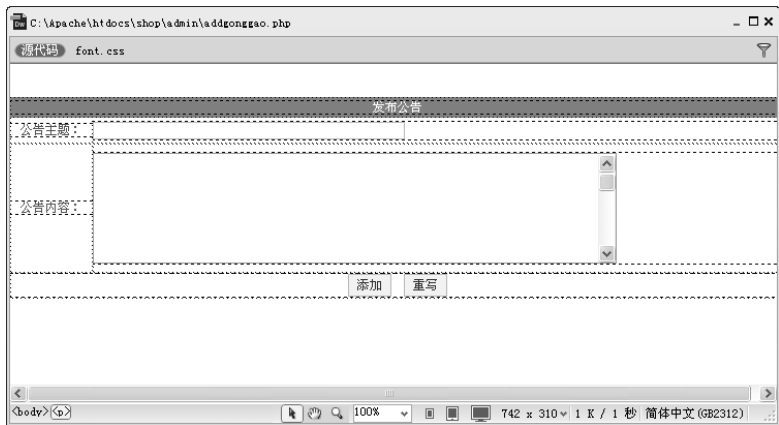 Dw C:\Apache\htdocs\shop\admin\addgonggao.php
源代码 font.css
发布公告
公告主题：
公告内容：
添加 重写
<body> <p> 100% 742 x 310 1 K / 1 秒 简体中文(GB2312)